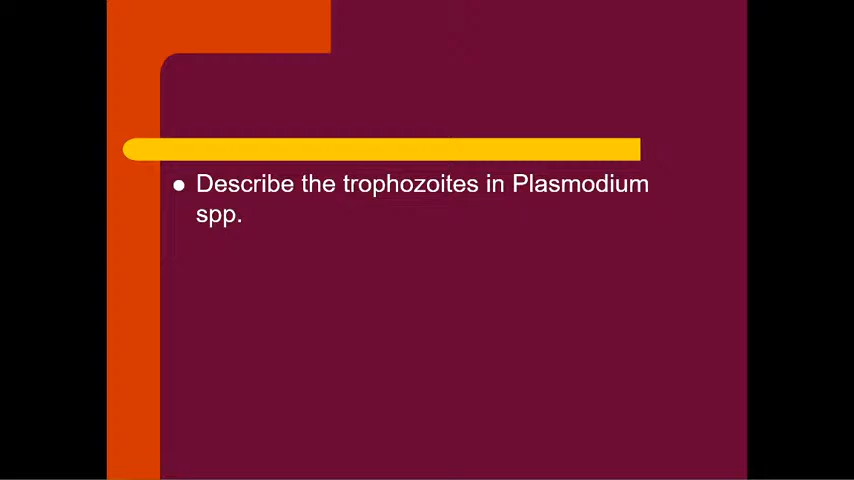 ● Describe the trophozoites in Plasmodium
spp.